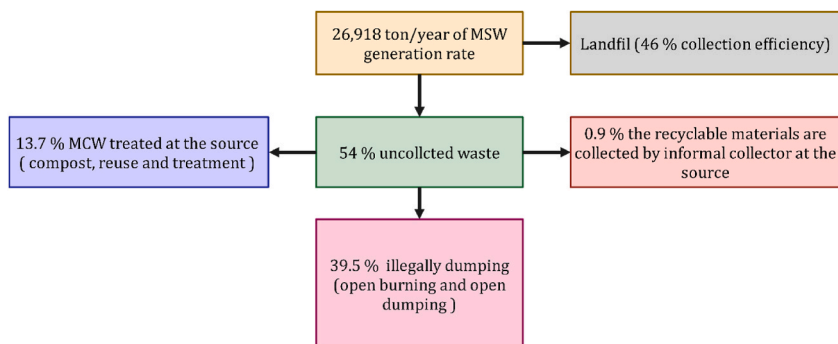 26,918 ton/year of MSW
generation rate
Landfil (46 % collection efficiency)
13.7 % MCW treated at the source
( compost, reuse and treatment )
54 % uncollcted waste
0.9 % the recyclable materials are
collected by informal collector at the
source
39.5 %  illegally dumping
(open burning and open
dumping )